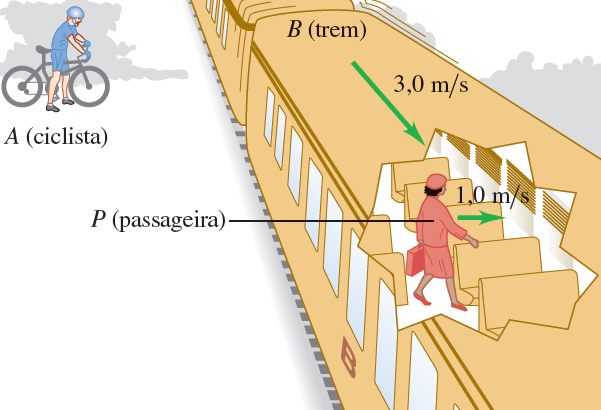 B (trem)
3,0 m/s
A (ciclista)
1,0 m/s
P (passageira)
B